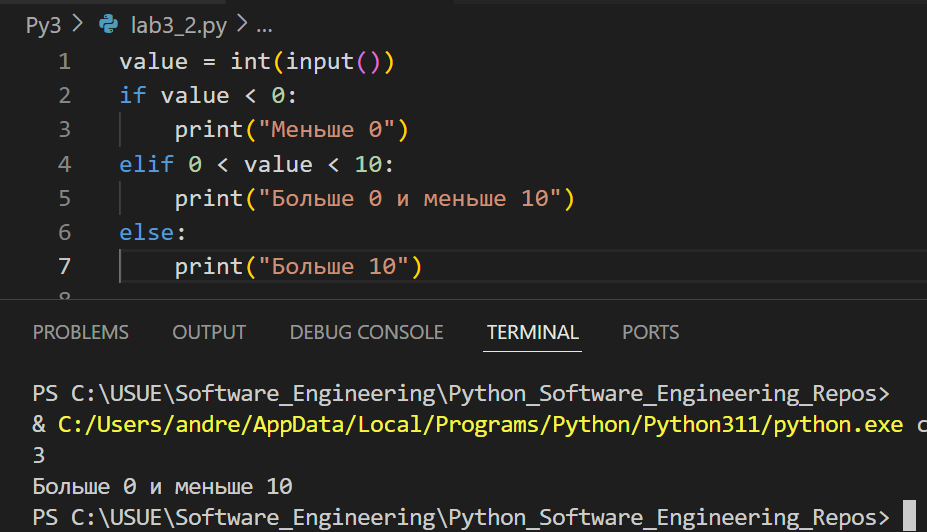 Py3 > lab3_2.py > ...
1 value = int(input())
2 if value < 0:
3     print("Меньше 0")
4 elif 0 < value < 10:
5     print("Больше 0 и меньше 10")
6 else:
7     print("Больше 10")
8
PROBLEMS OUTPUT DEBUG CONSOLE TERMINAL PORTS
PS C:\USUE\Software_Engineering\Python_Software_Engineering_Repos>
& C:/Users/andre/AppData/Local/Programs/Python/Python311/python.exe c
3
Больше 0 и меньше 10
PS C:\USUE\Software_Engineering\Python_Software_Engineering_Repos>